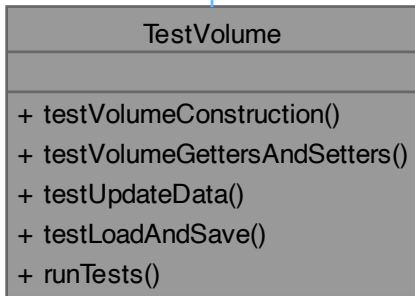 TestVolume
+ testVolumeConstruction()
+ testVolumeGettersAndSetters()
+ testUpdateData()
+ testLoadAndSave()
+ runTests()